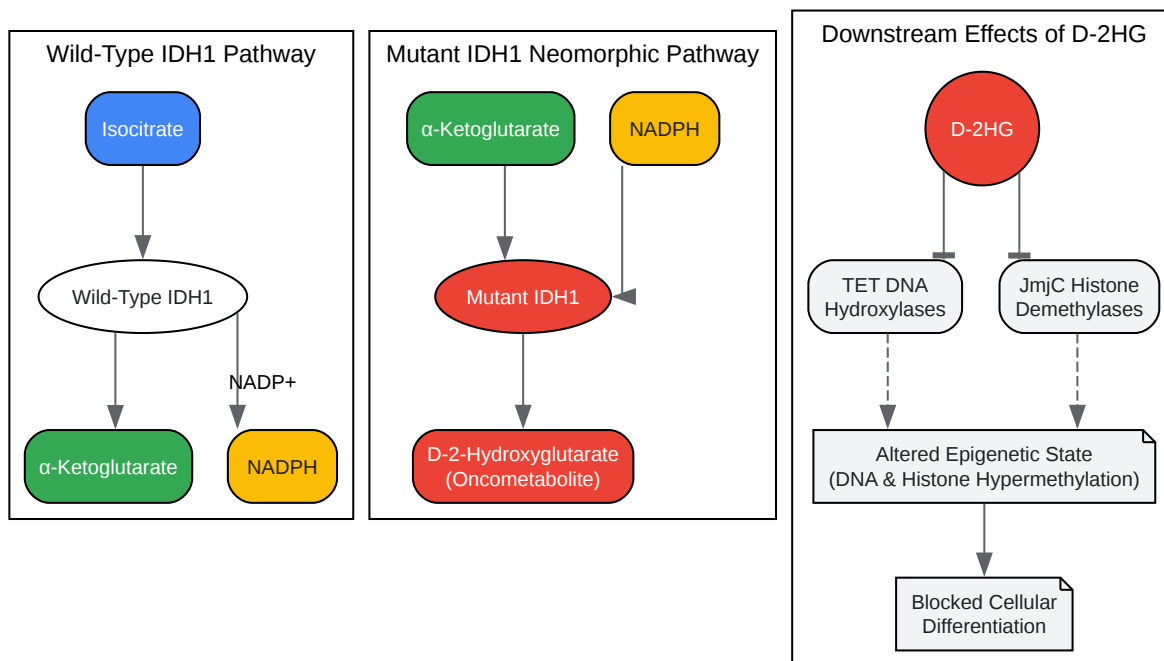 Wild-Type IDH1 Pathway
Isocitrate
Wild-Type IDH1
NADP+
α-Ketoglutarate
NADPH
Mutant IDH1 Neomorphic Pathway
α-Ketoglutarate
NADPH
Mutant IDH1
D-2-Hydroxyglutarate
(Oncometabolite)
Downstream Effects of D-2HG
D-2HG
TET DNA
Hydroxylases
JmjC Histone
Demethylases
Altered Epigenetic State
(DNA & Histone Hypermethylation)
Blocked Cellular
Differentiation